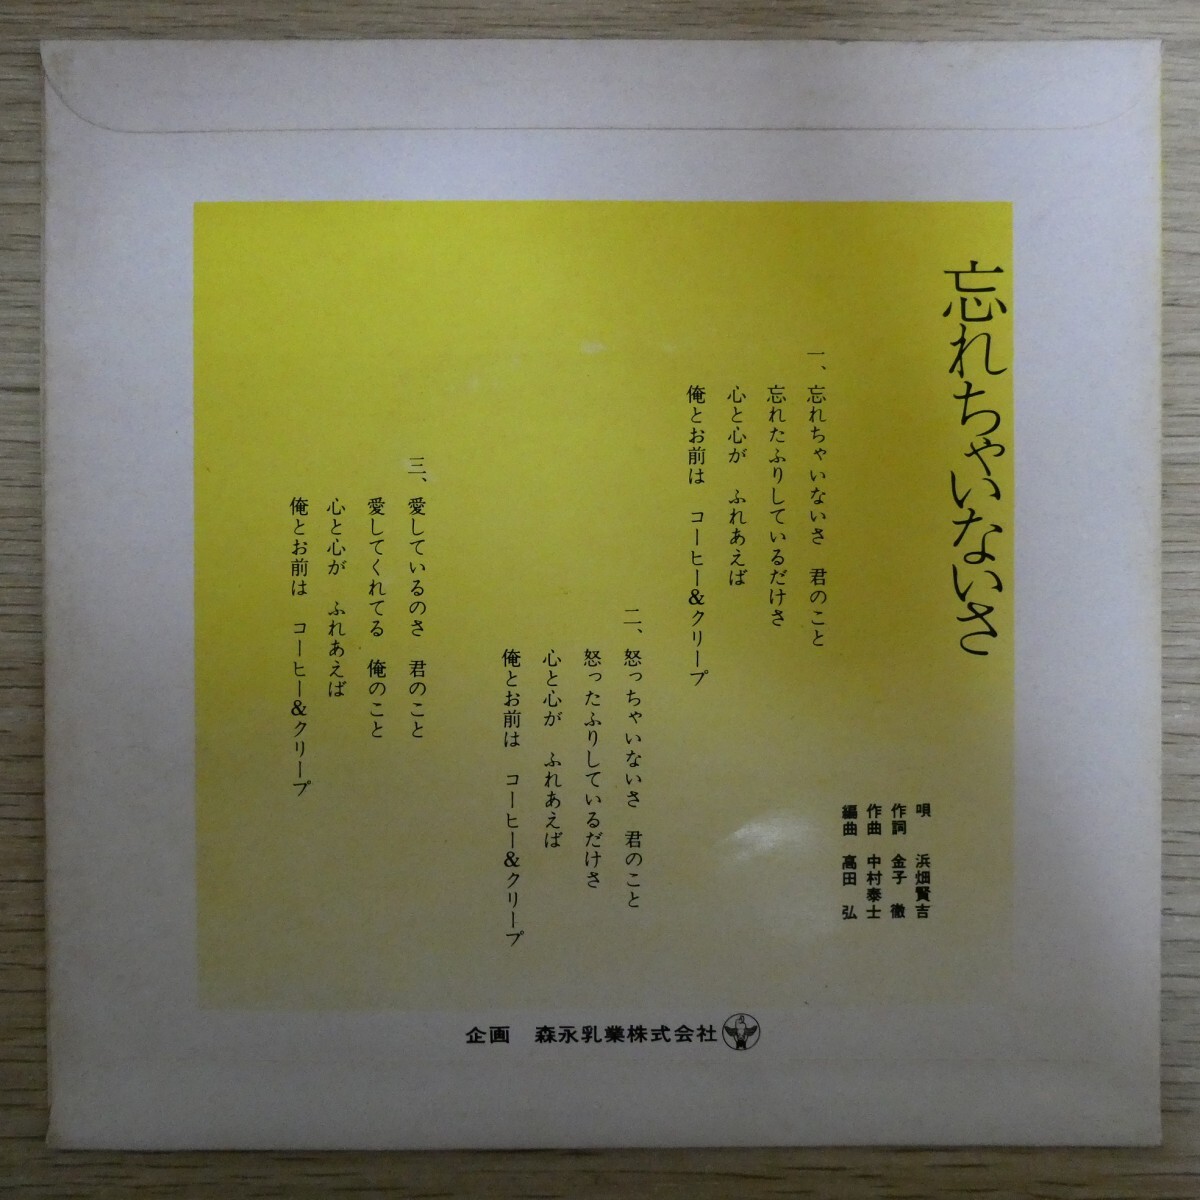 忘れちゃいないさ
唄　浜畑賢吉
作詞　金子　徹
作曲　中村泰士
編曲　高田　弘
一、忘れちゃいないさ　君のこと
忘れたふりしているだけさ
心と心が　ふれあえば
俺とお前は　コーヒー&クリープ
二、怒っちゃいないさ　君のこと
怒ったふりしているだけさ
心と心が　ふれあえば
俺とお前は　コーヒー&クリープ
三、愛しているのさ　君のこと
愛してくれてる　俺のこと
心と心が　ふれあえば
俺とお前は　コーヒー&クリープ
企画　森永乳業株式会社